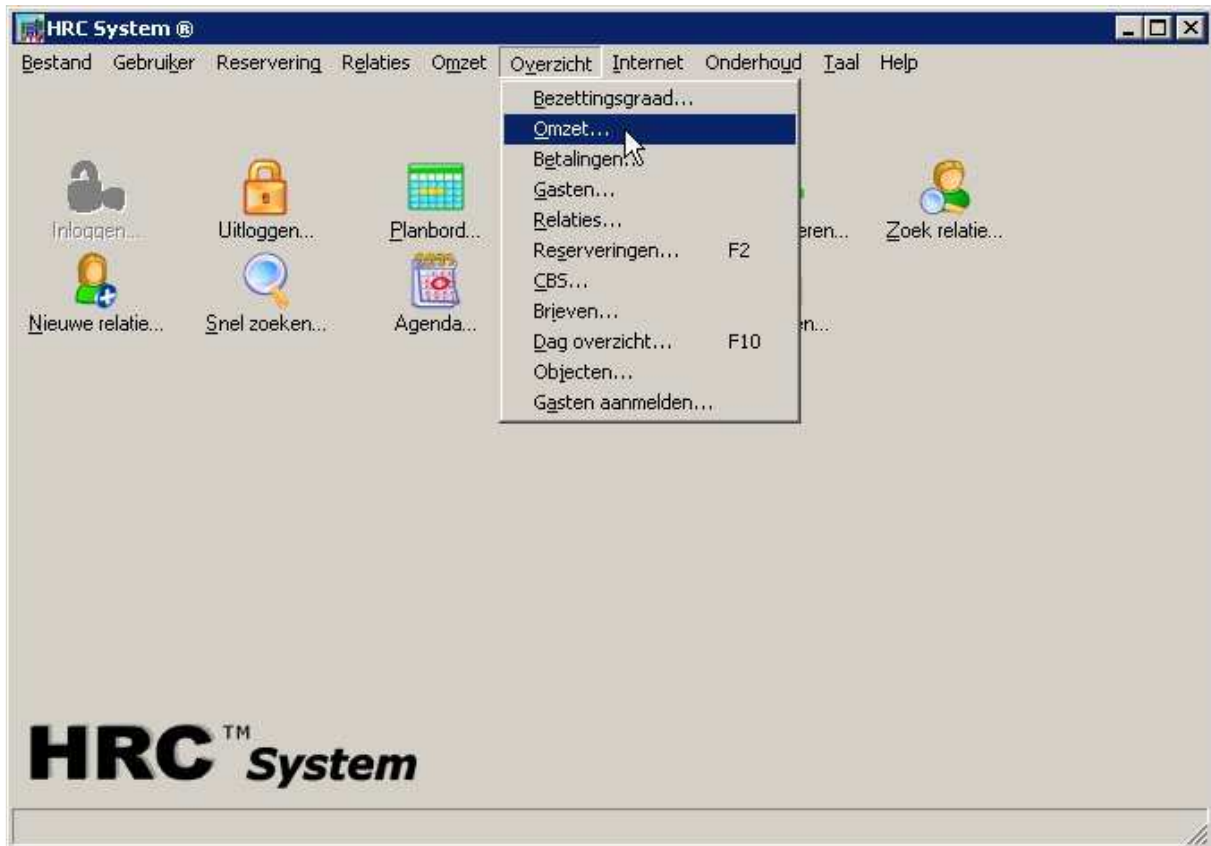 HRC System ®
Bestand Gebruiker Reservering Relaties Omzet Overzicht Internet Onderhoud Taal Help
Bezettingsgraad...
Omzet...
Betalingen...
Gasten...
Relaties...
Reserveringen... F2
CBS...
Brieven...
Dag overzicht... F10
Objecten...
Gasten aanmelden...
Inloggen... Uitloggen... Planbord... Zoek relatie...
Nieuwe relatie... Snel zoeken... Agenda...
HRC™ System